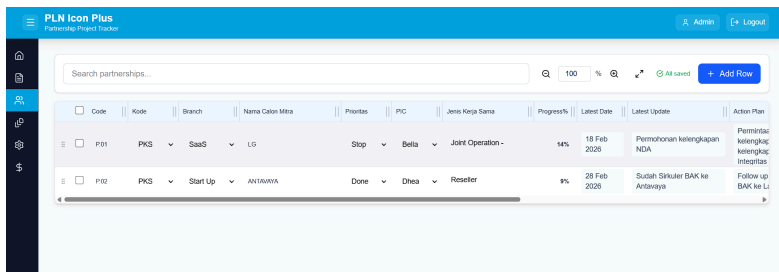 PLN Icon Plus
Partnership Project Tracker
Admin
Logout
Search partnerships...
100 %
All saved
+ Add Row
Code Kode Branch Nama Calon Mitra Prioritas PIC Jenis Kerja Sama Progress% Latest Date Latest Update Action Plan
P.01 PKS SaaS LG Stop Bella Joint Operation - 14%
18 Feb
2026
Permohonan kelengkapan
NDA
Permintaa
kelengkap
kelengkap
Integritas
P.02 PKS Start Up ANTAVAYA Done Dhea Reseller 9%
28 Feb
2026
Sudah Sirkuler BAK ke
Antavaya
Follow up
BAK ke La